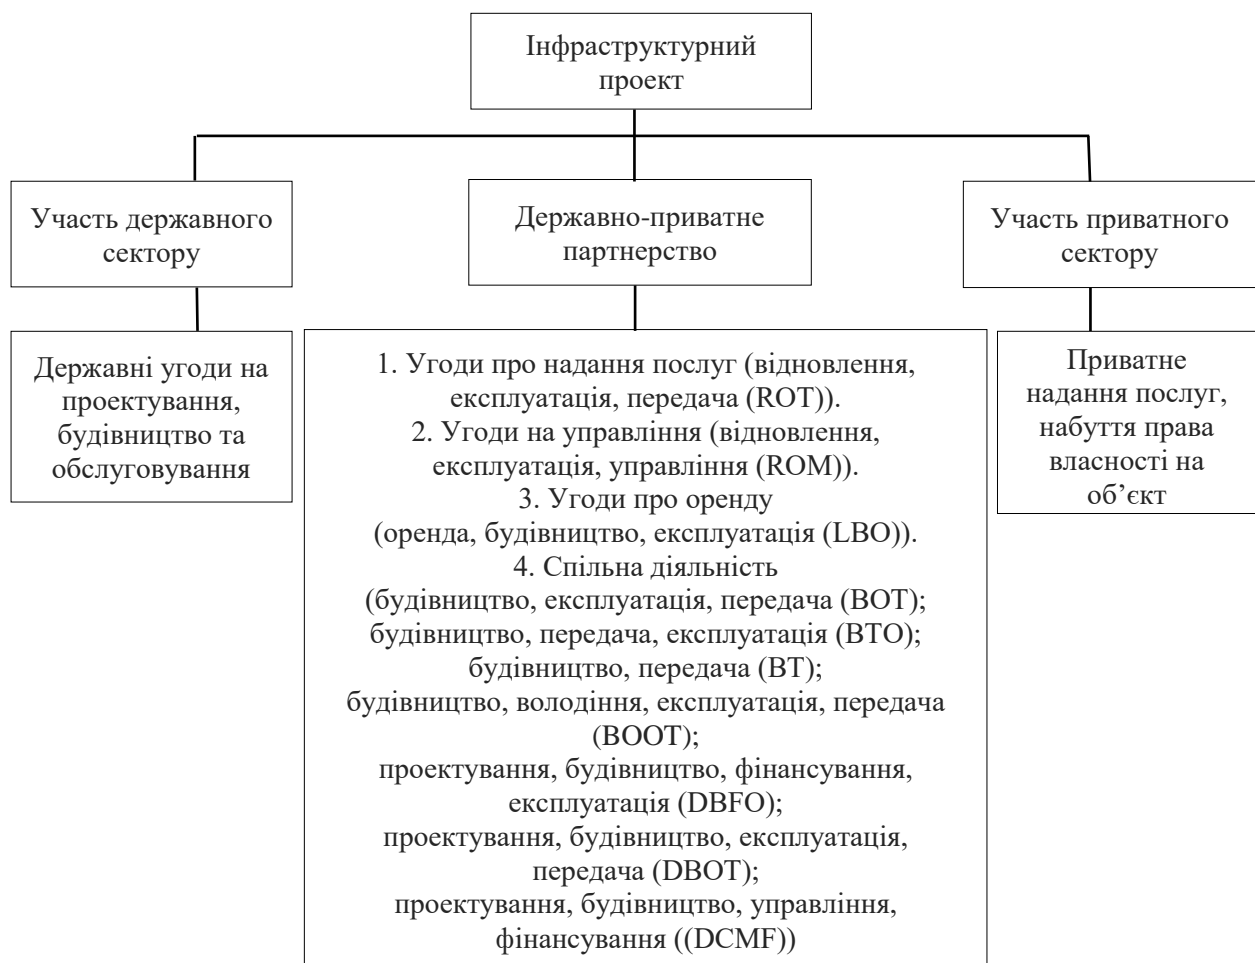 Інфраструктурний
проект
Участь державного
сектору
Державно-приватне
партнерство
Участь приватного
сектору
Державні угоди на
проектування,
будівництво та
обслуговування
1. Угоди про надання послуг (відновлення,
експлуатація, передача (ROT)).
2. Угоди на управління (відновлення,
експлуатація, управління (ROM)).
3. Угоди про оренду
(оренда, будівництво, експлуатація (LBO)).
4. Спільна діяльність
(будівництво, експлуатація, передача (BOT);
будівництво, передача, експлуатація (BTO);
будівництво, передача (BT);
будівництво, володіння, експлуатація, передача
(BOOT);
проектування, будівництво, фінансування,
експлуатація (DBFO);
проектування, будівництво, експлуатація,
передача (DBOT);
проектування, будівництво, управління,
фінансування ((DCMF))
Приватне
надання послуг,
набуття права
власності на
об’єкт